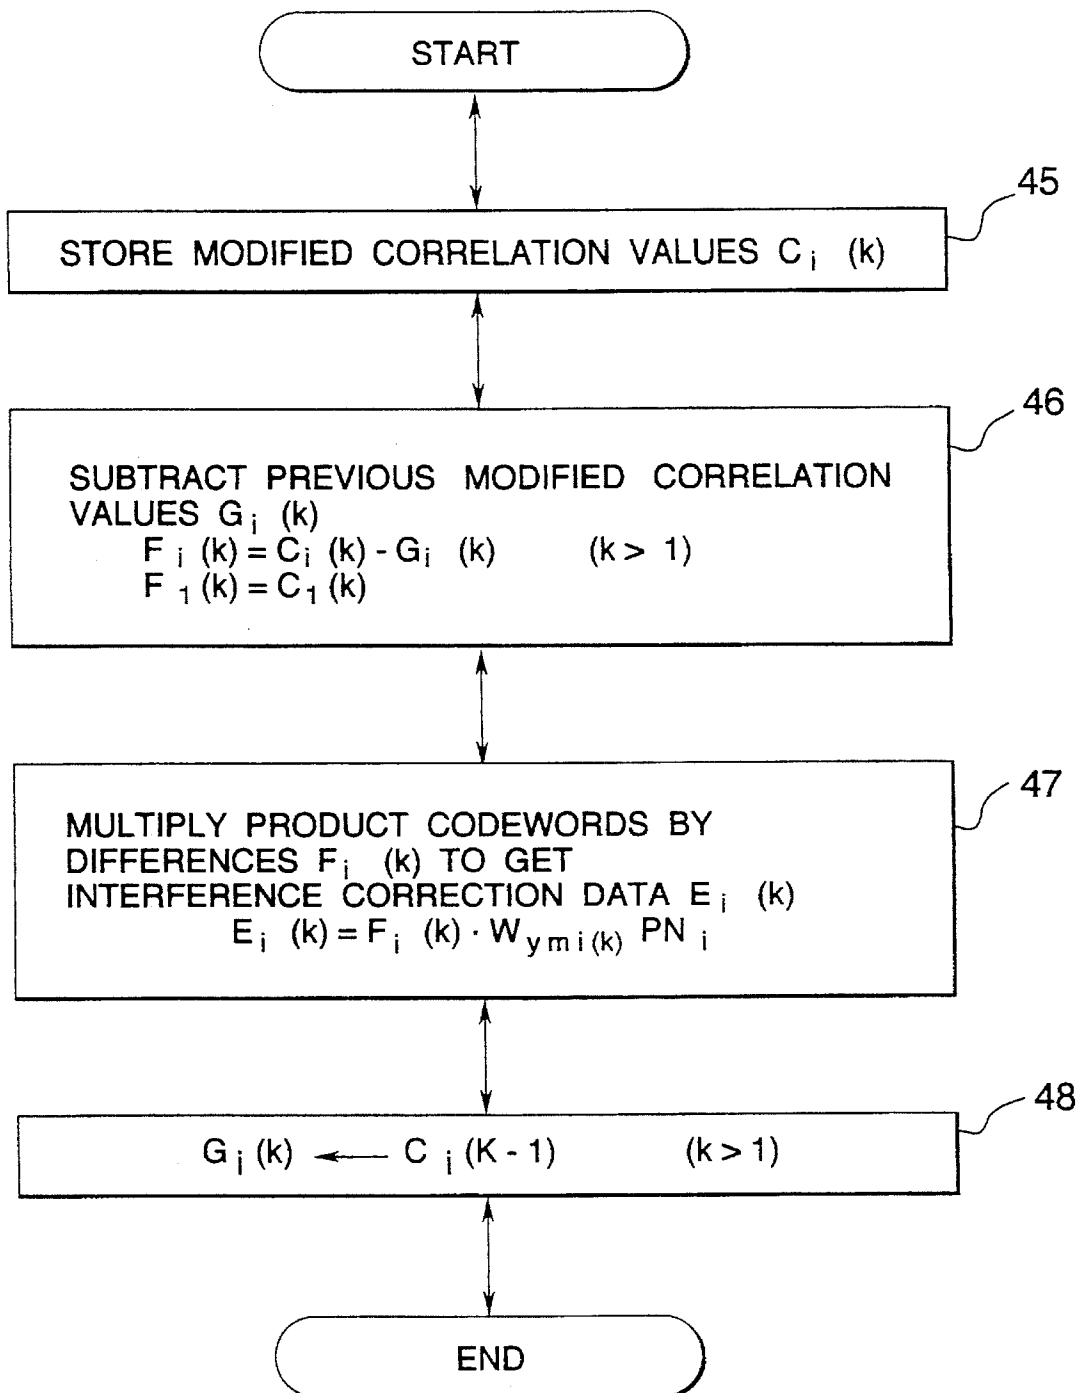 START
45
STORE MODIFIED CORRELATION VALUES C i (k)
46
SUBTRACT PREVIOUS MODIFIED CORRELATION
VALUES G i (k)
F i (k) = C i (k) - G i (k) (k > 1)
F 1 (k) = C 1 (k)
47
MULTIPLY PRODUCT CODEWORDS BY
DIFFERENCES F i (k) TO GET
INTERFERENCE CORRECTION DATA E i (k)
E i (k) = F i (k) · W y m i (k) PN i
48
G i (k) ← C i (K - 1) (k > 1)
END